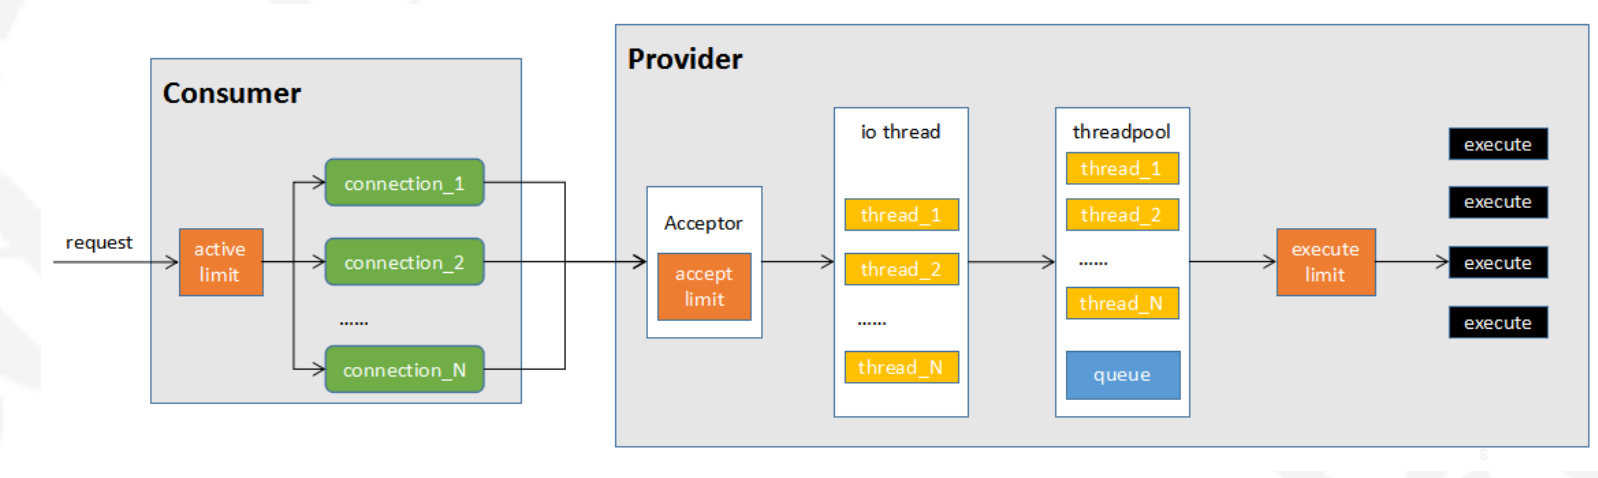 Consumer
request
active
limit
connection_1
connection_2
......
connection_N
Provider
Acceptor
accept
limit
io thread
thread_1
thread_2
......
thread_N
threadpool
thread_1
thread_2
......
thread_N
queue
execute
limit
execute
execute
execute
execute
8